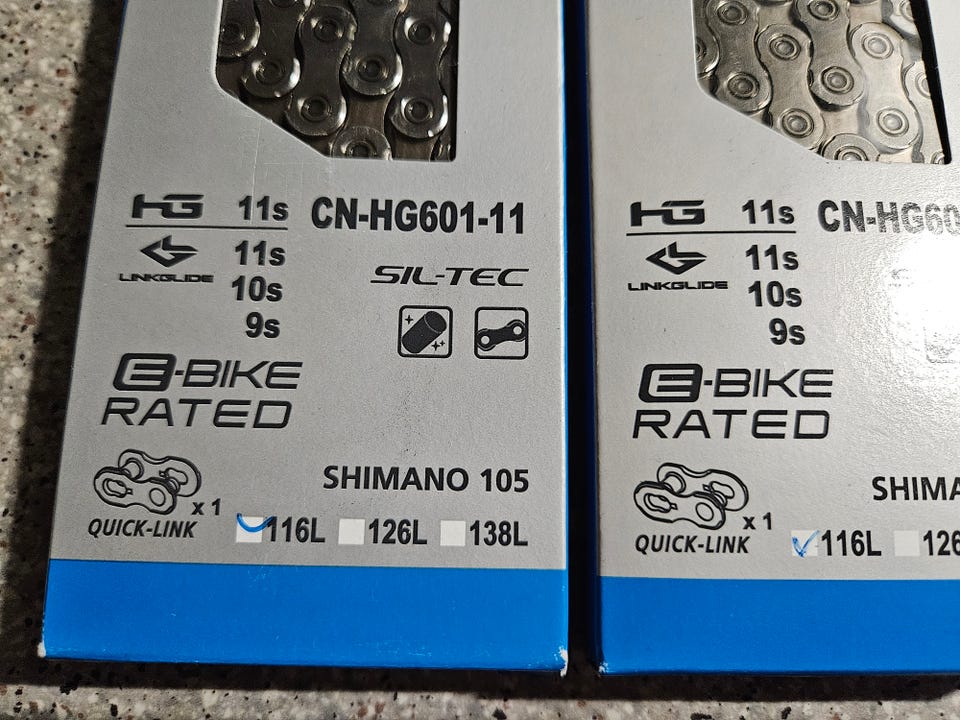 HG 11s CN-HG601-11
LINKGLIDE 11s
10s
9s
SIL-TEC
E-BIKE
RATED
SHIMANO 105
x 1
QUICK-LINK
116L 126L 138L
HG 11s CN-HG60
LINKGLIDE 11s
10s
9s
E-BIKE
RATED
SHIMA
x 1
QUICK-LINK
116L 126